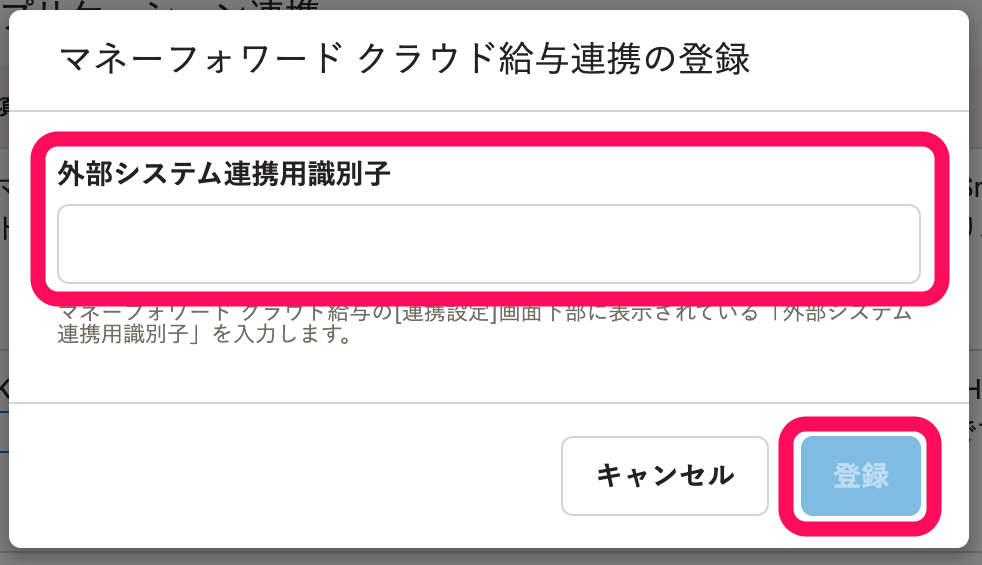 マネーフォワード クラウド給与連携の登録
外部システム連携用識別子
マネーフォワード クラウド給与の[連携設定]画面下部に表示されている「外部システム
連携用識別子」を入力します。
キャンセル
登録